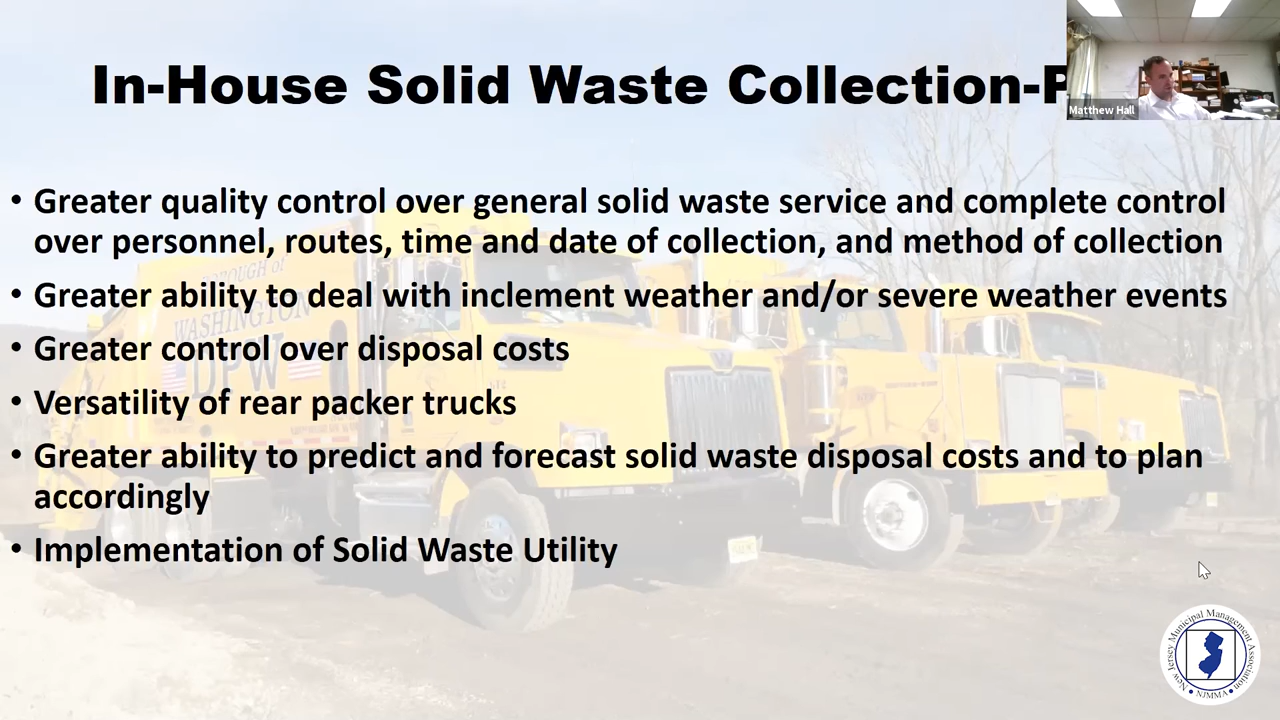 In-House Solid Waste Collection-P
Matthew Hall
• Greater quality control over general solid waste service and complete control
over personnel, routes, time and date of collection, and method of collection
• Greater ability to deal with inclement weather and/or severe weather events
• Greater control over disposal costs
• Versatility of rear packer trucks
• Greater ability to predict and forecast solid waste disposal costs and to plan
accordingly
• Implementation of Solid Waste Utility
BOROUGH of
WASHINGTON
DPW
New Jersey Municipal Management Association
NJMMA